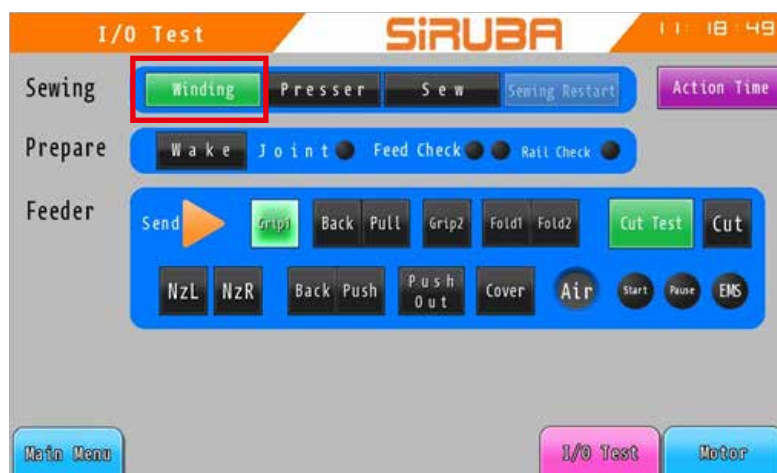 I/O Test SiRUBA 11: 18: 49
Sewing Winding Presser Sew Sewing Restart Action Time
Prepare Wake Joint Feed Check Rail Check
Feeder Send Grip1 Back Pull Grip2 Fold1 Fold2 Cut Test Cut
NzL NzR Back Push Push Out Cover Air Start Pause EMS
Main Menu I/O Test Motor